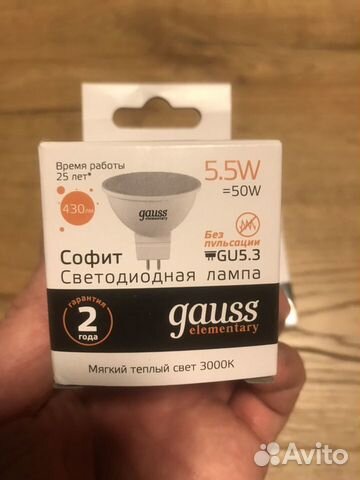 Время работы
25 лет*
430лм
5.5W
=50W
gauss
Без
пульсации
GU5.3
Софит
Светодиодная лампа
гарантия
2
года
gauss
elementary
Мягкий теплый свет 3000К
Avito